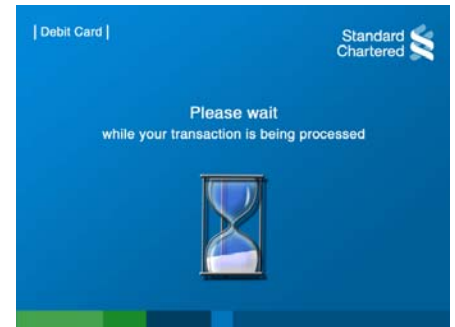 | Debit Card |
Standard
Chartered
Please wait
while your transaction is being processed